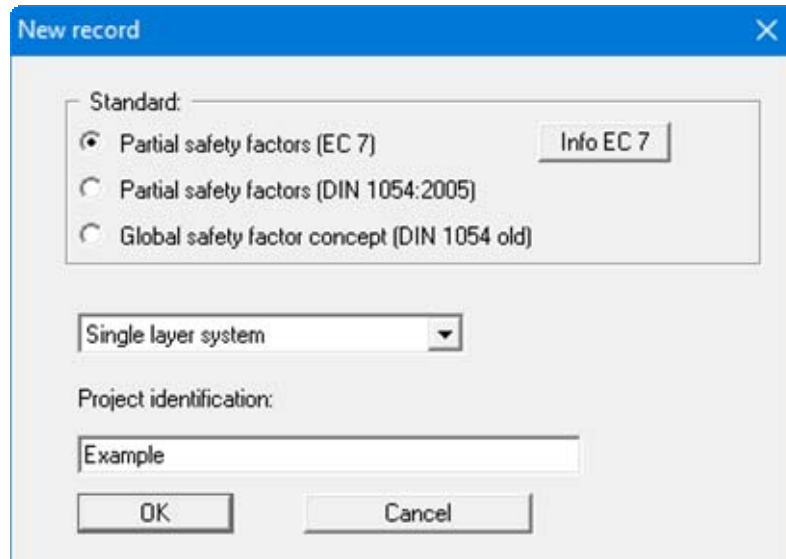 New record
Standard:
Partial safety factors (EC 7)
Info EC 7
Partial safety factors (DIN 1054:2005)
Global safety factor concept (DIN 1054 old)
Single layer system
Project identification:
Example
OK
Cancel